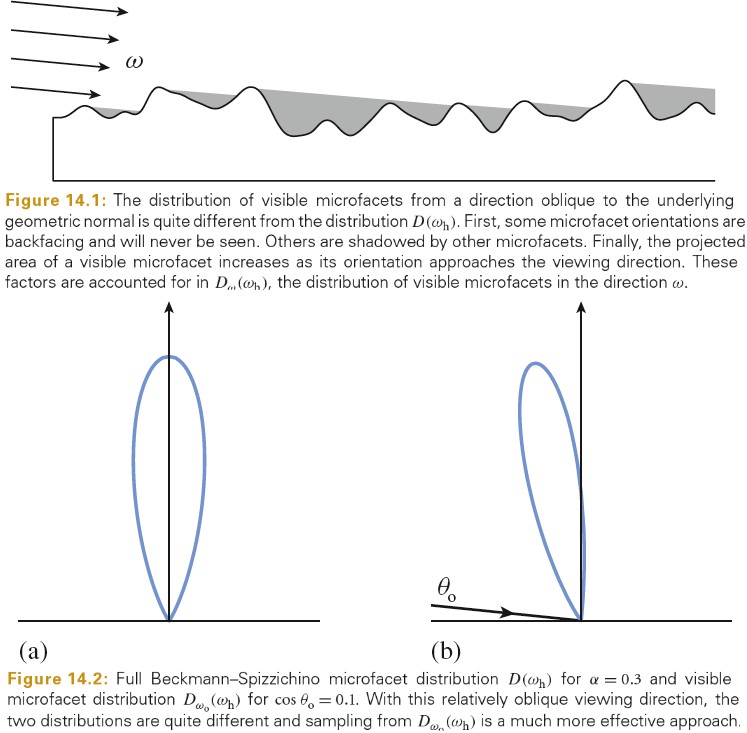 ω
Figure 14.1: The distribution of visible microfacets from a direction oblique to the underlying
geometric normal is quite different from the distribution D(ωh). First, some microfacet orientations are
backfacing and will never be seen. Others are shadowed by other microfacets. Finally, the projected
area of a visible microfacet increases as its orientation approaches the viewing direction. These
factors are accounted for in Dω(ωh), the distribution of visible microfacets in the direction ω.
θo
(a) (b)
Figure 14.2: Full Beckmann–Spizzichino microfacet distribution D(ωh) for α = 0.3 and visible
microfacet distribution Dωo(ωh) for cos θo = 0.1. With this relatively oblique viewing direction, the
two distributions are quite different and sampling from Dωo(ωh) is a much more effective approach.